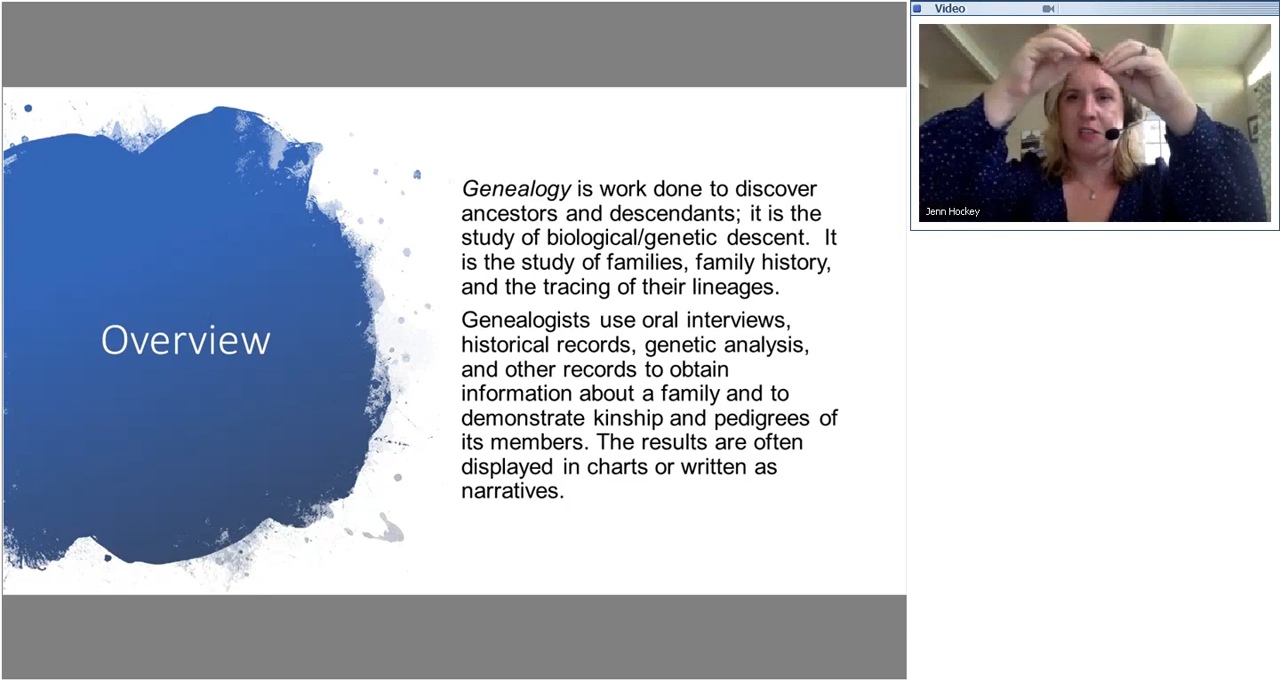 Overview
Genealogy is work done to discover
ancestors and descendants; it is the
study of biological/genetic descent.  It
is the study of families, family history,
and the tracing of their lineages.
Genealogists use oral interviews,
historical records, genetic analysis,
and other records to obtain
information about a family and to
demonstrate kinship and pedigrees of
its members. The results are often
displayed in charts or written as
narratives.
Video
Jenn Hockey